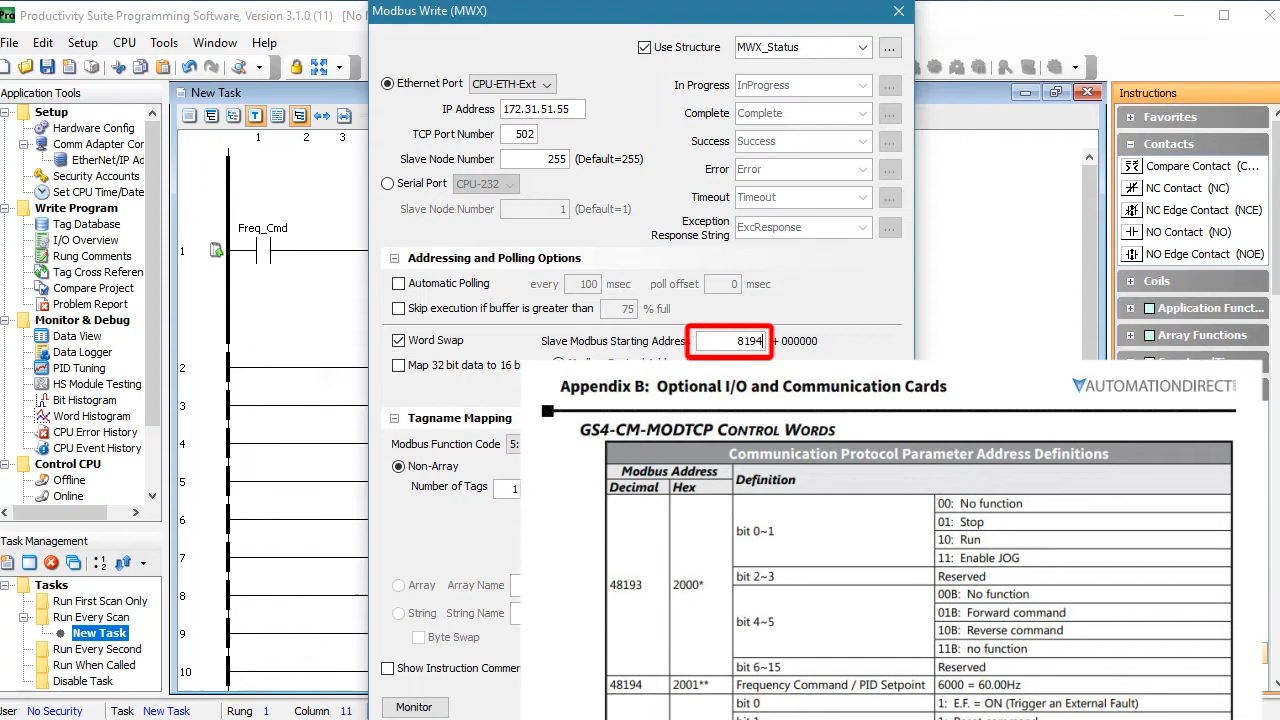 Pro Productivity Suite Programming Software, Version 3.1.0 (11) [No
File Edit Setup CPU Tools Window Help
Application Tools
Setup
Hardware Config
Comm Adapter Con
EtherNet/IP Ad
Security Accounts
Set CPU Time/Date
Write Program
Tag Database
I/O Overview
Rung Comments
Tag Cross Referen
Compare Project
Problem Report
Monitor & Debug
Data View
Data Logger
PID Tuning
HS Module Testing
Bit Histogram
Word Histogram
CPU Error History
CPU Event History
Control CPU
Offline
Online
Task Management
Tasks
Run First Scan Only
Run Every Scan
New Task
Run Every Second
Run When Called
Disable Task
User No Security Task New Task Rung 1 Column 11
New Task
1 2 3
Freq_Cmd
1
2
3
4
5
6
7
8
9
10
Modbus Write (MWX)
Use Structure MWX_Status ...
Ethernet Port CPU-ETH-Ext
IP Address 172.31.51.55
TCP Port Number 502
Slave Node Number 255 (Default=255)
Serial Port CPU-232
Slave Node Number 1 (Default=1)
In Progress InProgress ...
Complete Complete ...
Success Success ...
Error Error ...
Timeout Timeout ...
Exception
Response String ExcResponse ...
Addressing and Polling Options
Automatic Polling every 100 msec poll offset 0 msec
Skip execution if buffer is greater than 75 % full
Word Swap Slave Modbus Starting Address 8194 + 000000
Map 32 bit data to 16 b
Tagname Mapping
Modbus Function Code 5:
Non-Array
Number of Tags 1
Array Array Name
String String Name
Byte Swap
Show Instruction Commen
Monitor
Appendix B: Optional I/O and Communication Cards
AUTOMATIONDIRECT
GS4-CM-MODTCP CONTROL WORDS
Communication Protocol Parameter Address Definitions
Modbus Address
Decimal Hex Definition
48193 2000*
bit 0~1
00: No function
01: Stop
10: Run
11: Enable JOG
bit 2~3 Reserved
bit 4~5
00B: No function
01B: Forward command
10B: Reverse command
11B: no function
bit 6~15 Reserved
48194 2001** Frequency Command / PID Setpoint 6000 = 60.00Hz
bit 0 1: E.F. = ON (Trigger an External Fault)
Instructions
Favorites
Contacts
Compare Contact (C...
NC Contact (NC)
NC Edge Contact (NCE)
NO Contact (NO)
NO Edge Contact (NOE)
Coils
Application Funct...
Array Functions